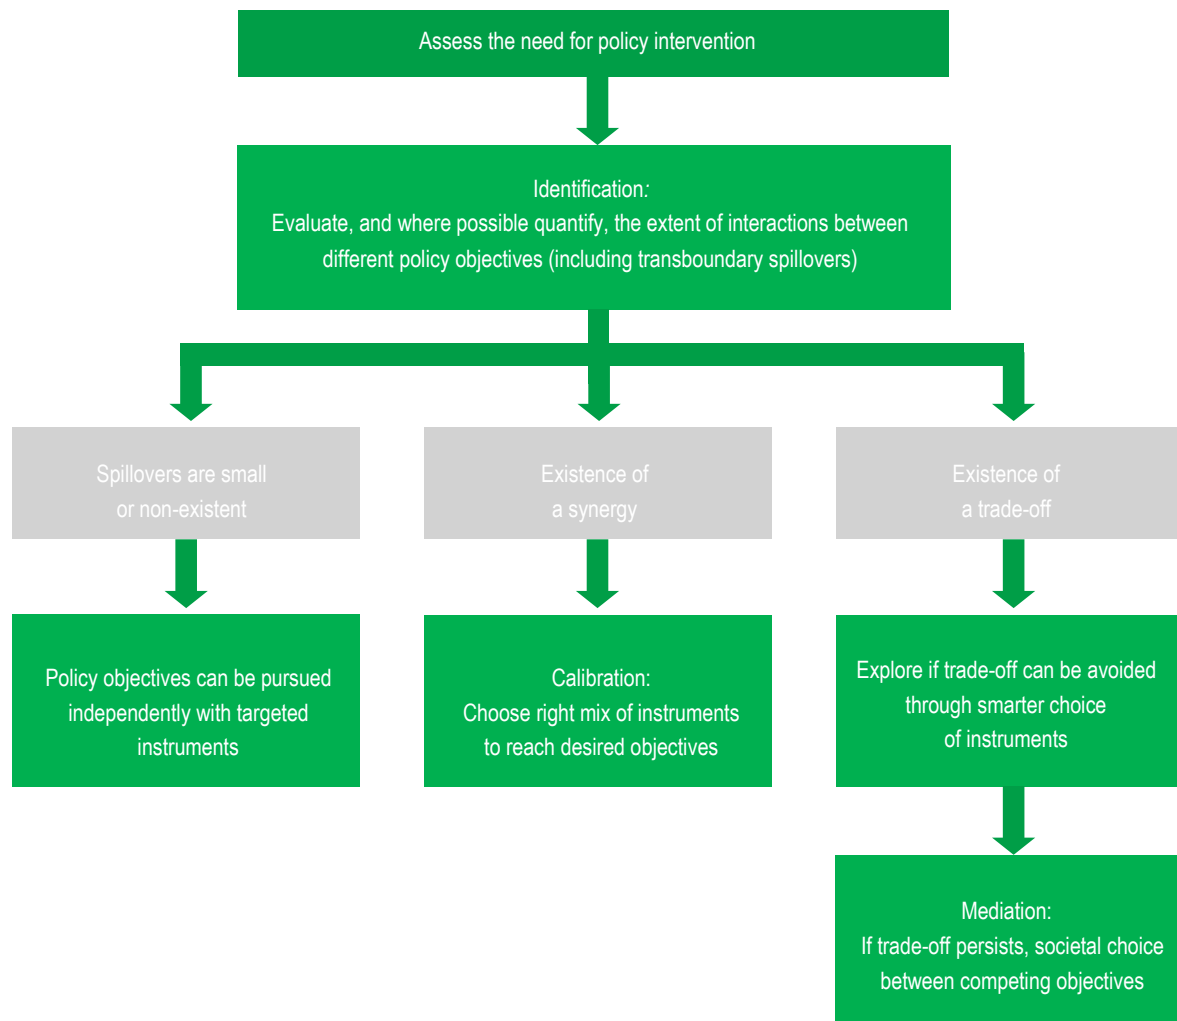 Assess the need for policy intervention
Identification:
Evaluate, and where possible quantify, the extent of interactions between
different policy objectives (including transboundary spillovers)
Spillovers are small
or non-existent
Existence of
a synergy
Existence of
a trade-off
Policy objectives can be pursued
independently with targeted
instruments
Calibration:
Choose right mix of instruments
to reach desired objectives
Explore if trade-off can be avoided
through smarter choice
of instruments
Mediation:
If trade-off persists, societal choice
between competing objectives